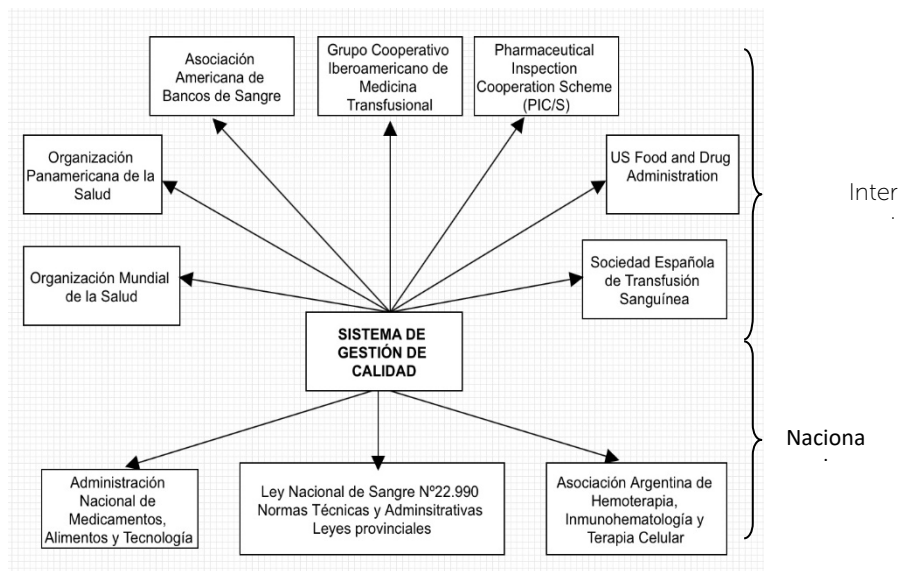 Asociación
Americana de
Bancos de Sangre
Grupo Cooperativo
Iberoamericano de
Medicina
Transfusional
Pharmaceutical
Inspection
Cooperation Scheme
(PIC/S)
Organización
Panamericana de la
Salud
US Food and Drug
Administration
Inter
Organización Mundial
de la Salud
Sociedad Española
de Transfusión
Sanguínea
SISTEMA DE
GESTIÓN DE
CALIDAD
Naciona
Administración
Nacional de
Medicamentos,
Alimentos y Tecnología
Ley Nacional de Sangre Nº22.990
Normas Técnicas y Adminsitrativas
Leyes provinciales
Asociación Argentina de
Hemoterapia,
Inmunohematología y
Terapia Celular